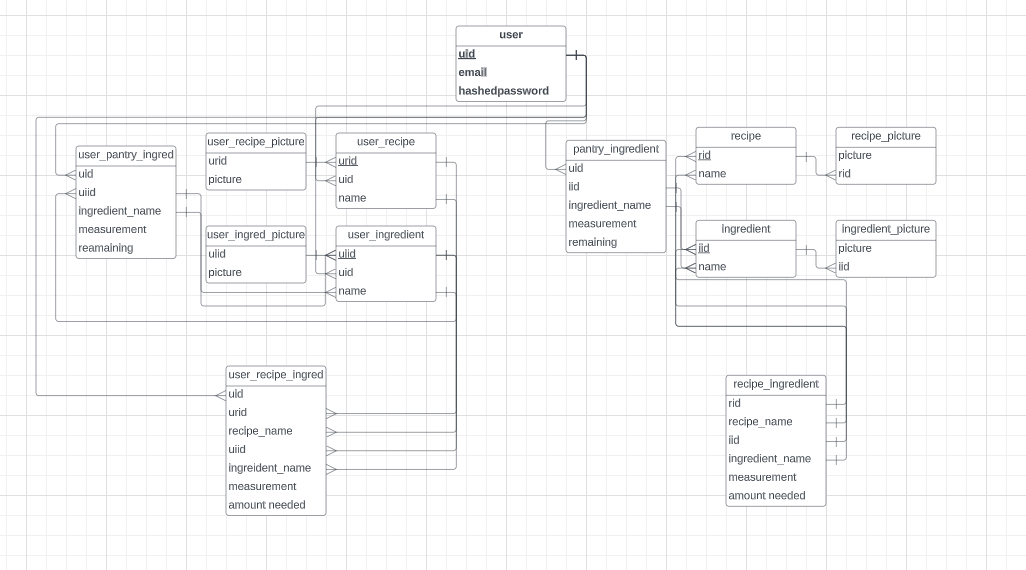 user
uid
email
hashedpassword
user_pantry_ingred
uid
uiid
ingredient_name
measurement
reamaining
user_recipe_picture
urid
picture
user_recipe
urid
uid
name
user_ingred_picture
uIid
picture
user_ingredient
uIid
uid
name
pantry_ingredient
uid
iid
ingredient_name
measurement
remaining
recipe
rid
name
recipe_picture
picture
rid
ingredient
iid
name
ingredient_picture
picture
iid
user_recipe_ingred
uid
urid
recipe_name
uiid
ingreident_name
measurement
amount needed
recipe_ingredient
rid
recipe_name
iid
ingredient_name
measurement
amount needed